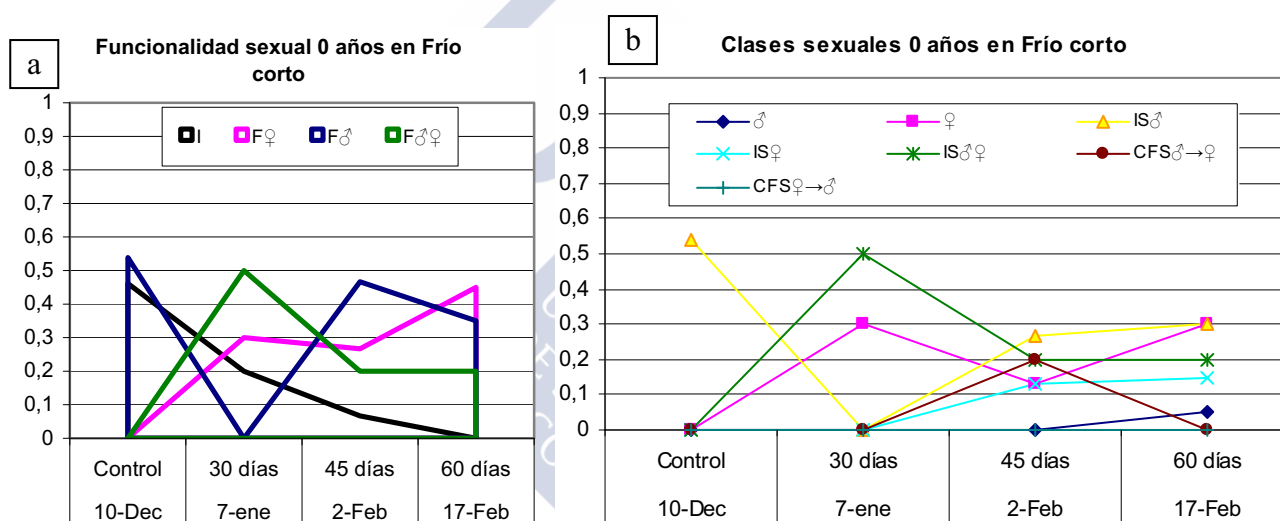 a
Funcionalidad sexual 0 años en Frío
corto
1
0,9
0,8
0,7
0,6
0,5
0,4
0,3
0,2
0,1
0
I F♀ F♂ F♂♀
Control 30 días 45 días 60 días
10-Dec 7-ene 2-Feb 17-Feb
b
Clases sexuales 0 años en Frío corto
1
0,9
0,8
0,7
0,6
0,5
0,4
0,3
0,2
0,1
0
♂ ♀ IS♂
IS♀ IS♂♀ CFS♂→♀
CFS♀→♂
Control 30 días 45 días 60 días
10-Dec 7-ene 2-Feb 17-Feb